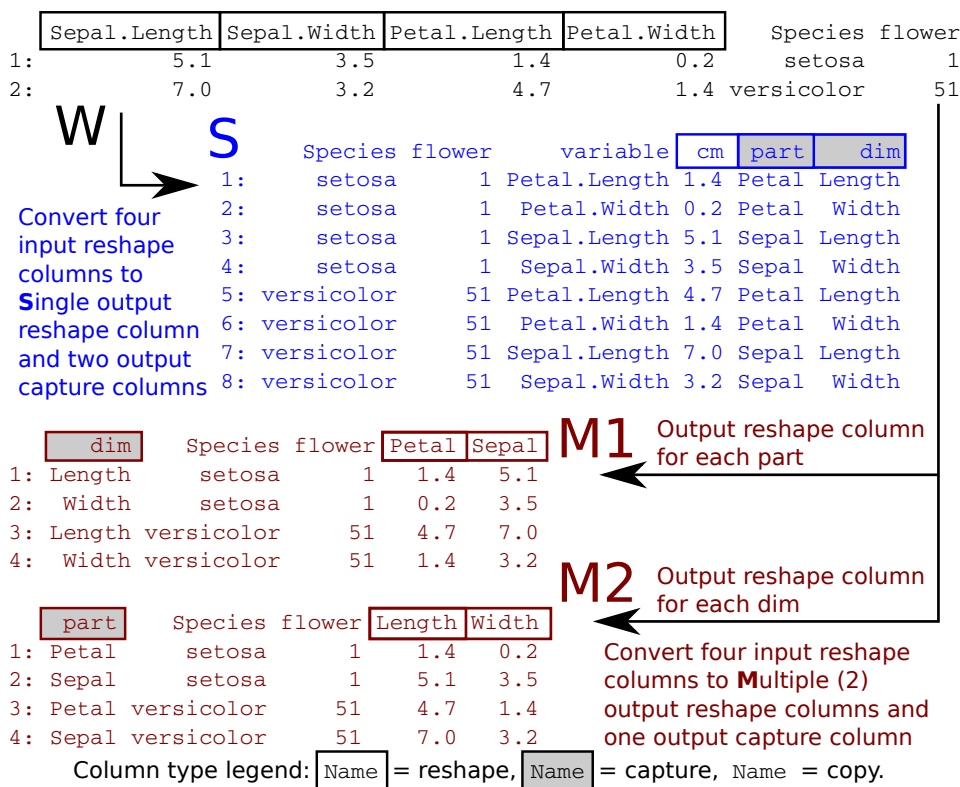 Sepal.Length Sepal.Width Petal.Length Petal.Width Species flower
1: 5.1 3.5 1.4 0.2 setosa 1
2: 7.0 3.2 4.7 1.4 versicolor 51
W
S
Species flower variable cm part dim
1: setosa 1 Petal.Length 1.4 Petal Length
2: setosa 1 Petal.Width 0.2 Petal Width
3: setosa 1 Sepal.Length 5.1 Sepal Length
4: setosa 1 Sepal.Width 3.5 Sepal Width
5: versicolor 51 Petal.Length 4.7 Petal Length
6: versicolor 51 Petal.Width 1.4 Petal Width
7: versicolor 51 Sepal.Length 7.0 Sepal Length
8: versicolor 51 Sepal.Width 3.2 Sepal Width
Convert four
input reshape
columns to
Single output
reshape column
and two output
capture columns
M1
Output reshape column
for each part
dim Species flower Petal Sepal
1: Length setosa 1 1.4 5.1
2: Width setosa 1 0.2 3.5
3: Length versicolor 51 4.7 7.0
4: Width versicolor 51 1.4 3.2
M2
Output reshape column
for each dim
part Species flower Length Width
1: Petal setosa 1 1.4 0.2
2: Sepal setosa 1 5.1 3.5
3: Petal versicolor 51 4.7 1.4
4: Sepal versicolor 51 7.0 3.2
Convert four input reshape
columns to Multiple (2)
output reshape columns and
one output capture column
Column type legend: Name = reshape, Name = capture, Name = copy.